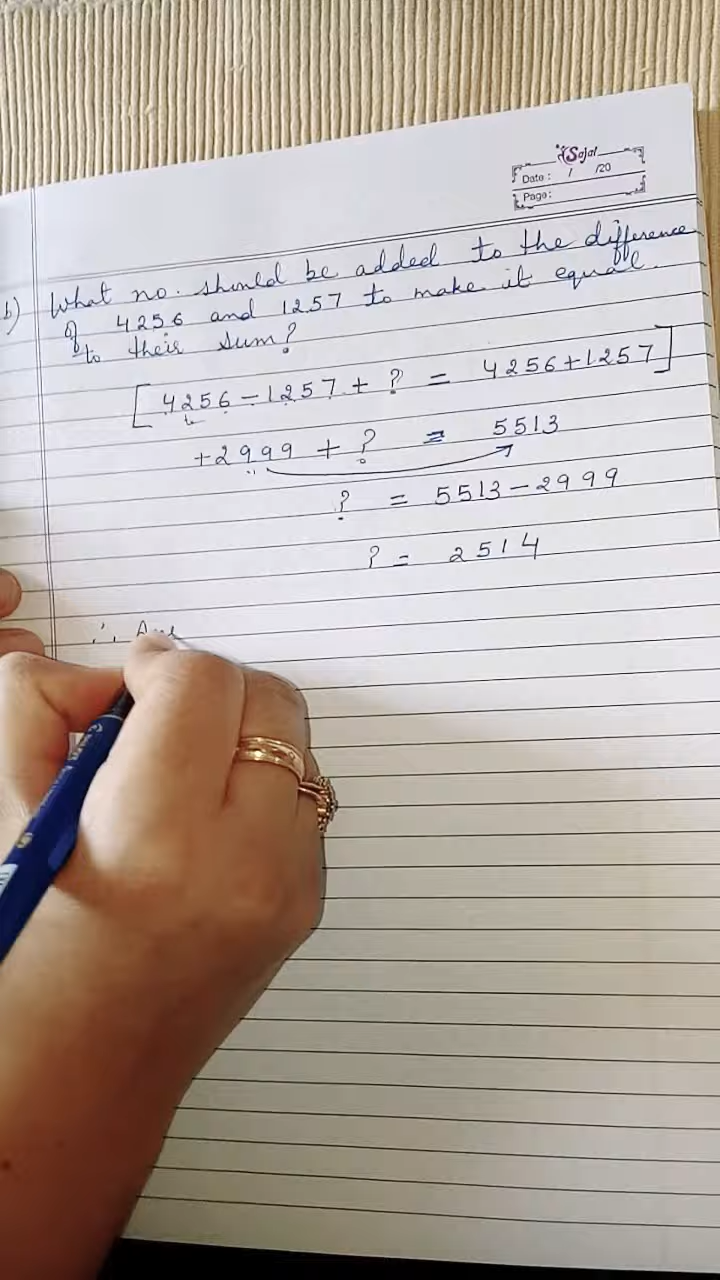 Sajal
Date : / /20
Page:
b) What no. should be added to the difference
of 4256 and 1257 to make it equal
to their sum?
[4256 - 1257 + ? = 4256+1257]
+2999 + ? = 5513
? = 5513 - 2999
? = 2514
∴ Ans